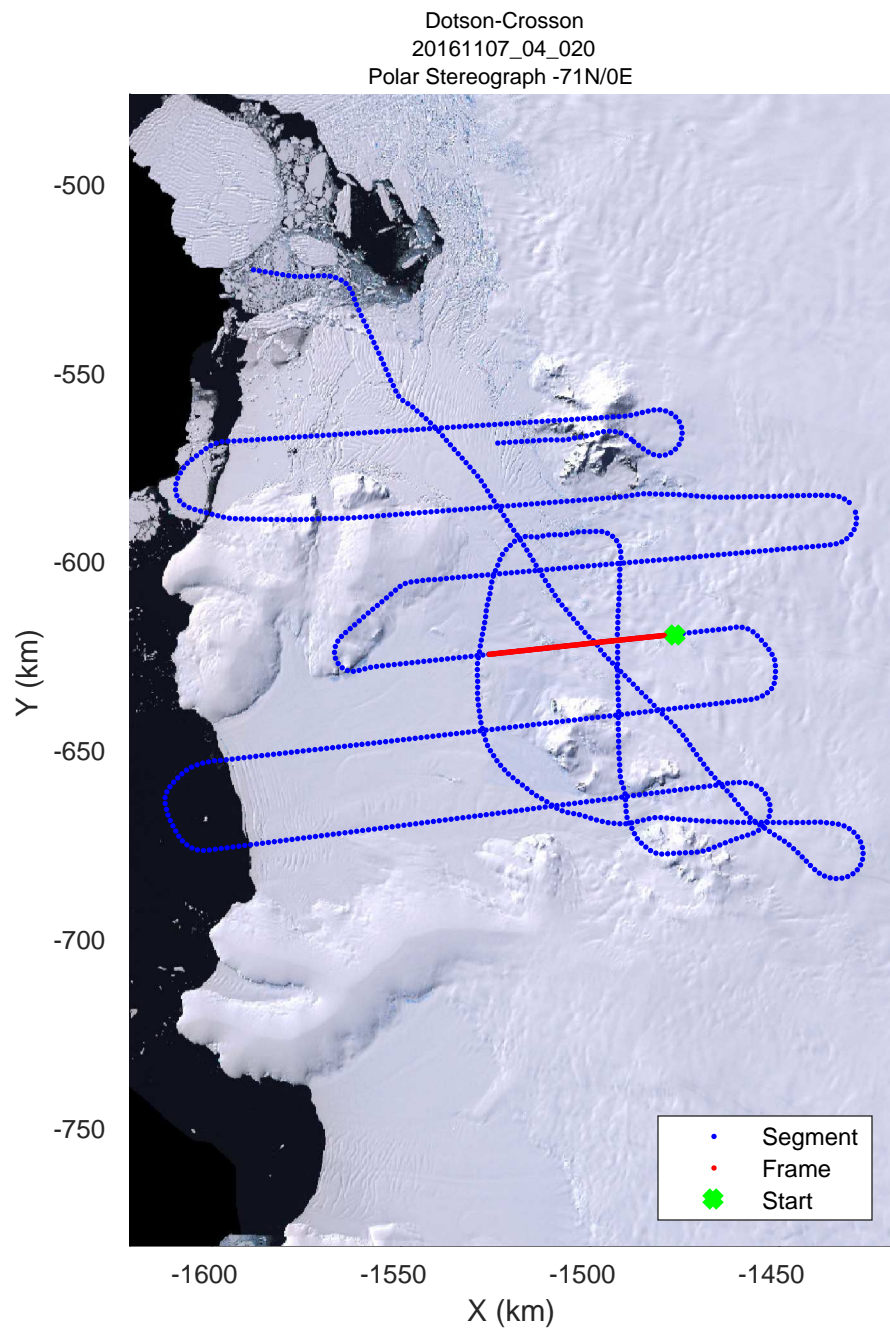 Dotson-Crosson
20161107_04_020
Polar Stereograph -71N/0E
-500
-550
-600
-650
-700
-750
Y (km)
-1600
-1550
-1500
-1450
X (km)
Segment
Frame
Start